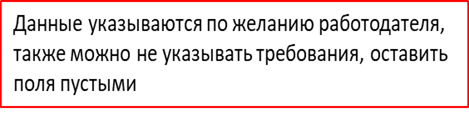 Данные указываются по желанию работодателя,
также можно не указывать требования, оставить
поля пустыми